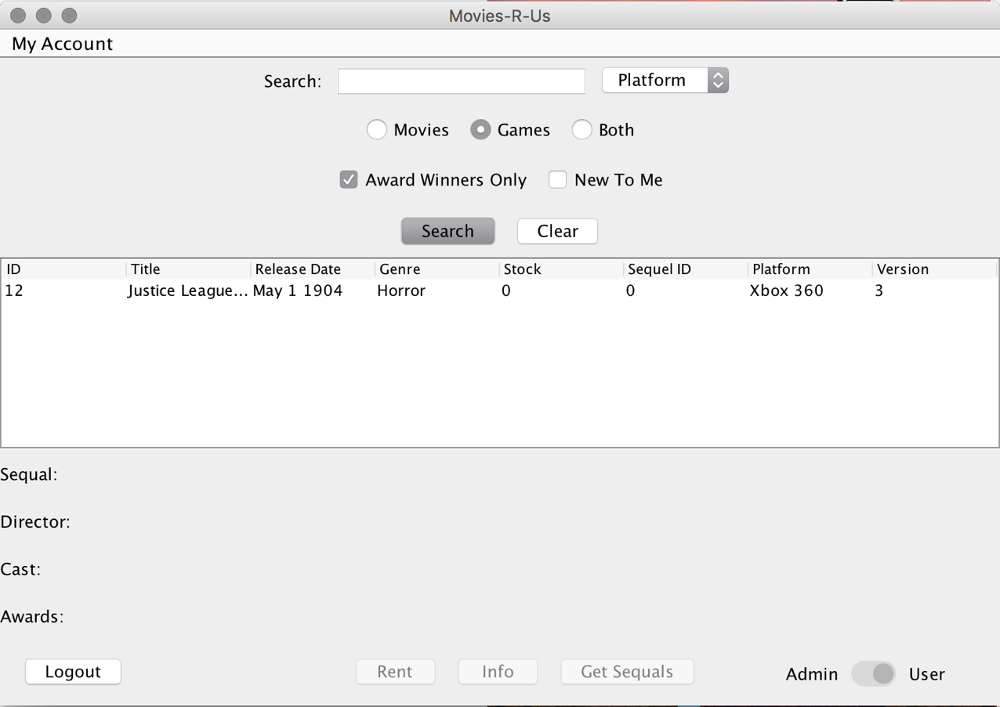 Movies-R-Us
My Account
Search: Platform
Movies Games Both
Award Winners Only New To Me
Search Clear
ID Title Release Date Genre Stock Sequel ID Platform Version
12 Justice League... May 1 1904 Horror 0 0 Xbox 360 3
Sequal:
Director:
Cast:
Awards:
Logout Rent Info Get Sequals Admin User